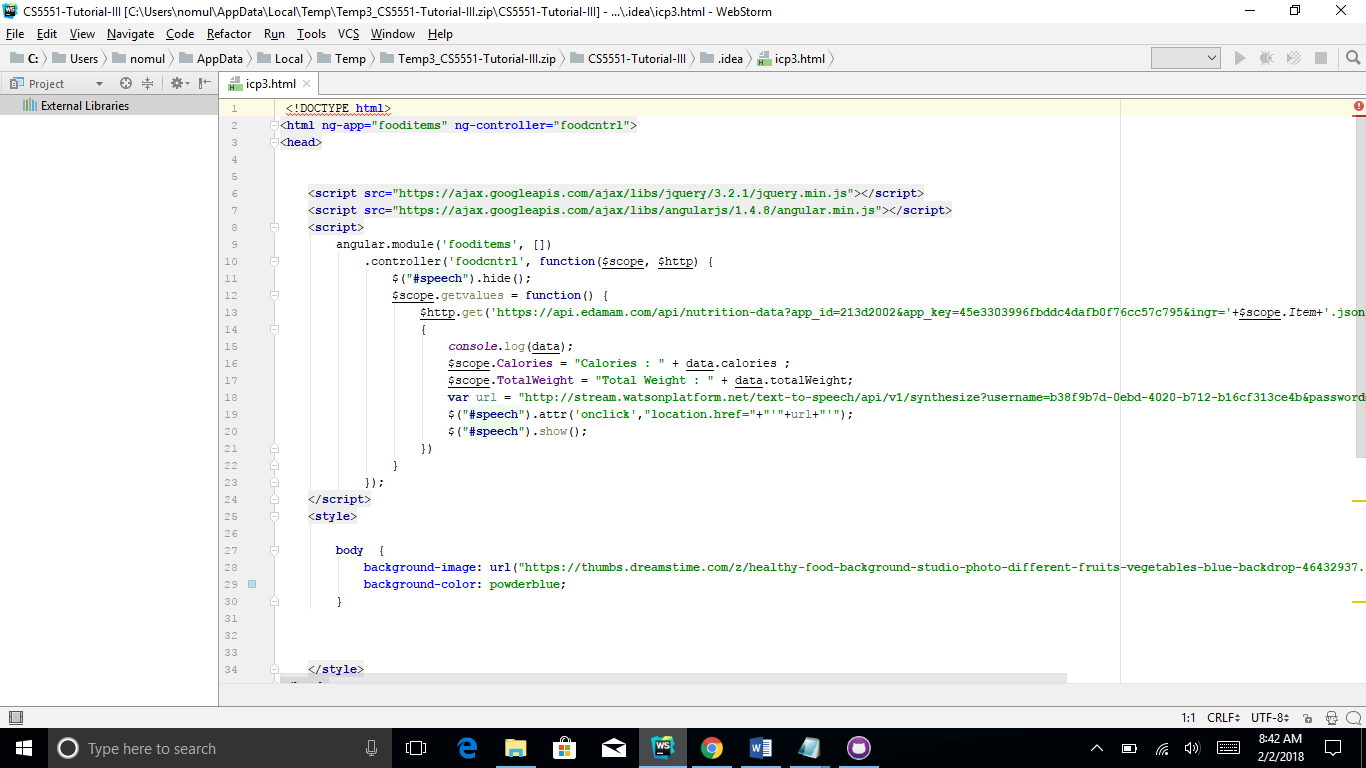 CS5551-Tutorial-III [C:\Users\nomul\AppData\Local\Temp\Temp3_CS5551-Tutorial-III.zip\CS5551-Tutorial-III] - ...\.idea\icp3.html - WebStorm
File Edit View Navigate Code Refactor Run Tools VCS Window Help
C: Users nomul AppData Local Temp Temp3_CS5551-Tutorial-III.zip CS5551-Tutorial-III .idea icp3.html
Project icp3.html
External Libraries
1 <!DOCTYPE html>
2 <html ng-app="fooditems" ng-controller="foodcntrl">
3 <head>
4
5
6 <script src="https://ajax.googleapis.com/ajax/libs/jquery/3.2.1/jquery.min.js"></script>
7 <script src="https://ajax.googleapis.com/ajax/libs/angularjs/1.4.8/angular.min.js"></script>
8 <script>
9 angular.module('fooditems', [])
10 .controller('foodcntrl', function($scope, $http) {
11 $("#speech").hide();
12 $scope.getvalues = function() {
13 $http.get('https://api.edamam.com/api/nutrition-data?app_id=213d2002&app_key=45e3303996fbddc4dafb0f76cc57c795&ingr='+$scope.Item+'.json
14 {
15 console.log(data);
16 $scope.Calories = "Calories : " + data.calories ;
17 $scope.TotalWeight = "Total Weight : " + data.totalWeight;
18 var url = "http://stream.watsonplatform.net/text-to-speech/api/v1/synthesize?username=b38f9b7d-0ebd-4020-b712-b16cf313ce4b&password=
19 $("#speech").attr('onclick',"location.href="+"'"+url+"'");
20 $("#speech").show();
21 })
22 }
23 });
24 </script>
25 <style>
26
27 body {
28 background-image: url("https://thumbs.dreamstime.com/z/healthy-food-background-studio-photo-different-fruits-vegetables-blue-backdrop-46432937.
29 background-color: powderblue;
30 }
31
32
33
34 </style>
1:1 CRLF UTF-8
Type here to search
8:42 AM
2/2/2018